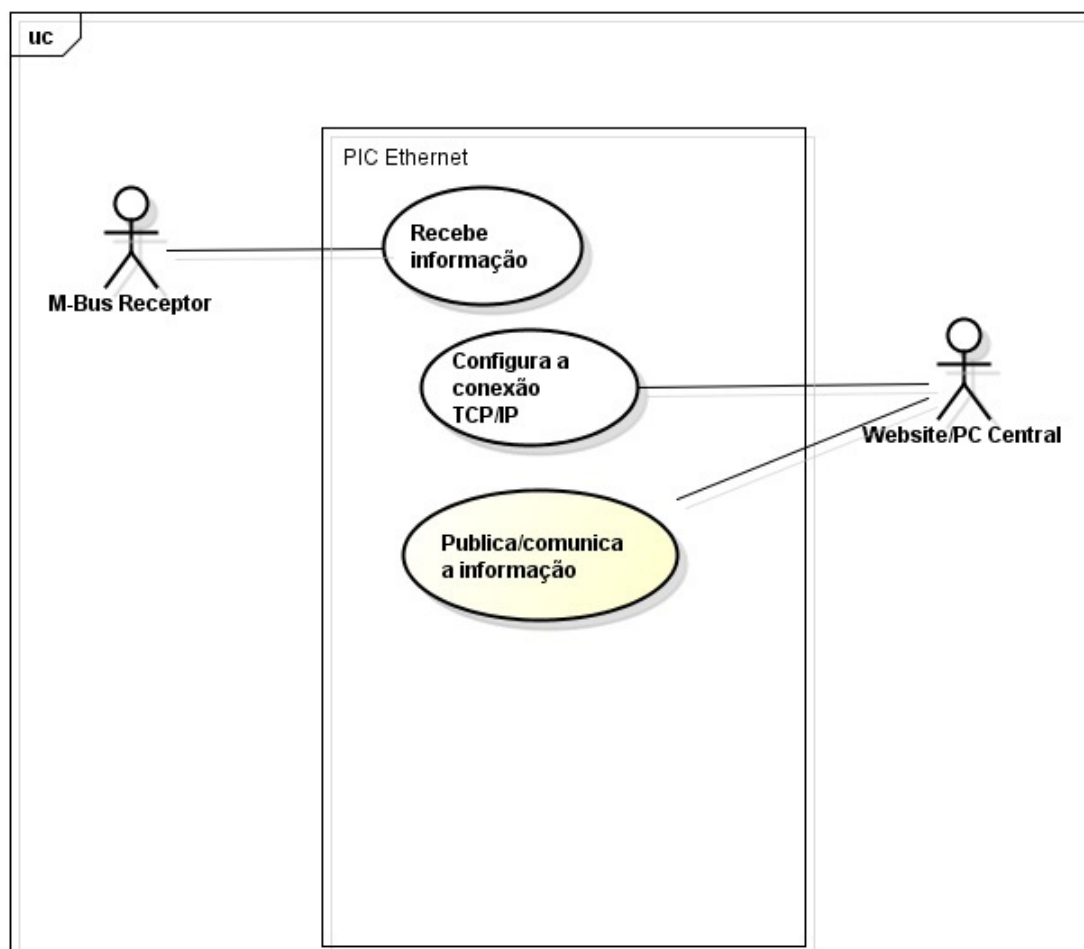 uc
PIC Ethernet
Recebe
informação
M-Bus Receptor
Configura a
conexão
TCP/IP
Website/PC Central
Publica/comunica
a informação